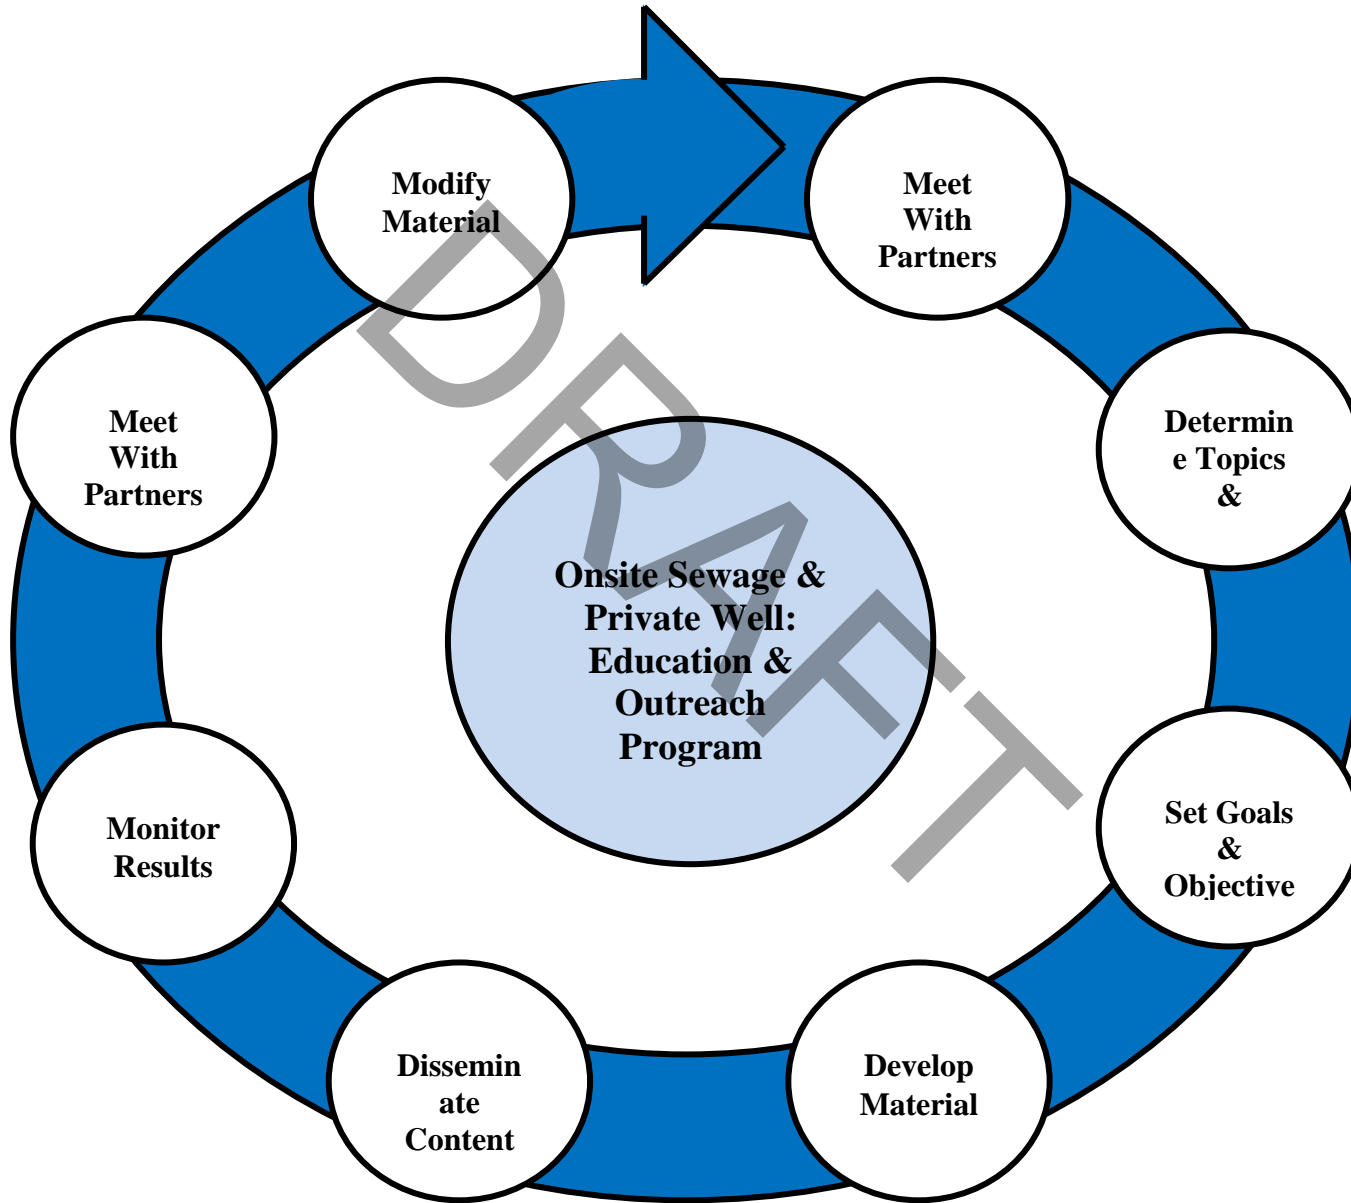 Modify
Material
Meet
With
Partners
Determin
e Topics
&
Set Goals
&
Objective
Develop
Material
Dissemin
ate
Content
Monitor
Results
Meet
With
Partners
Onsite Sewage &
Private Well:
Education &
Outreach
Program
DRAFT